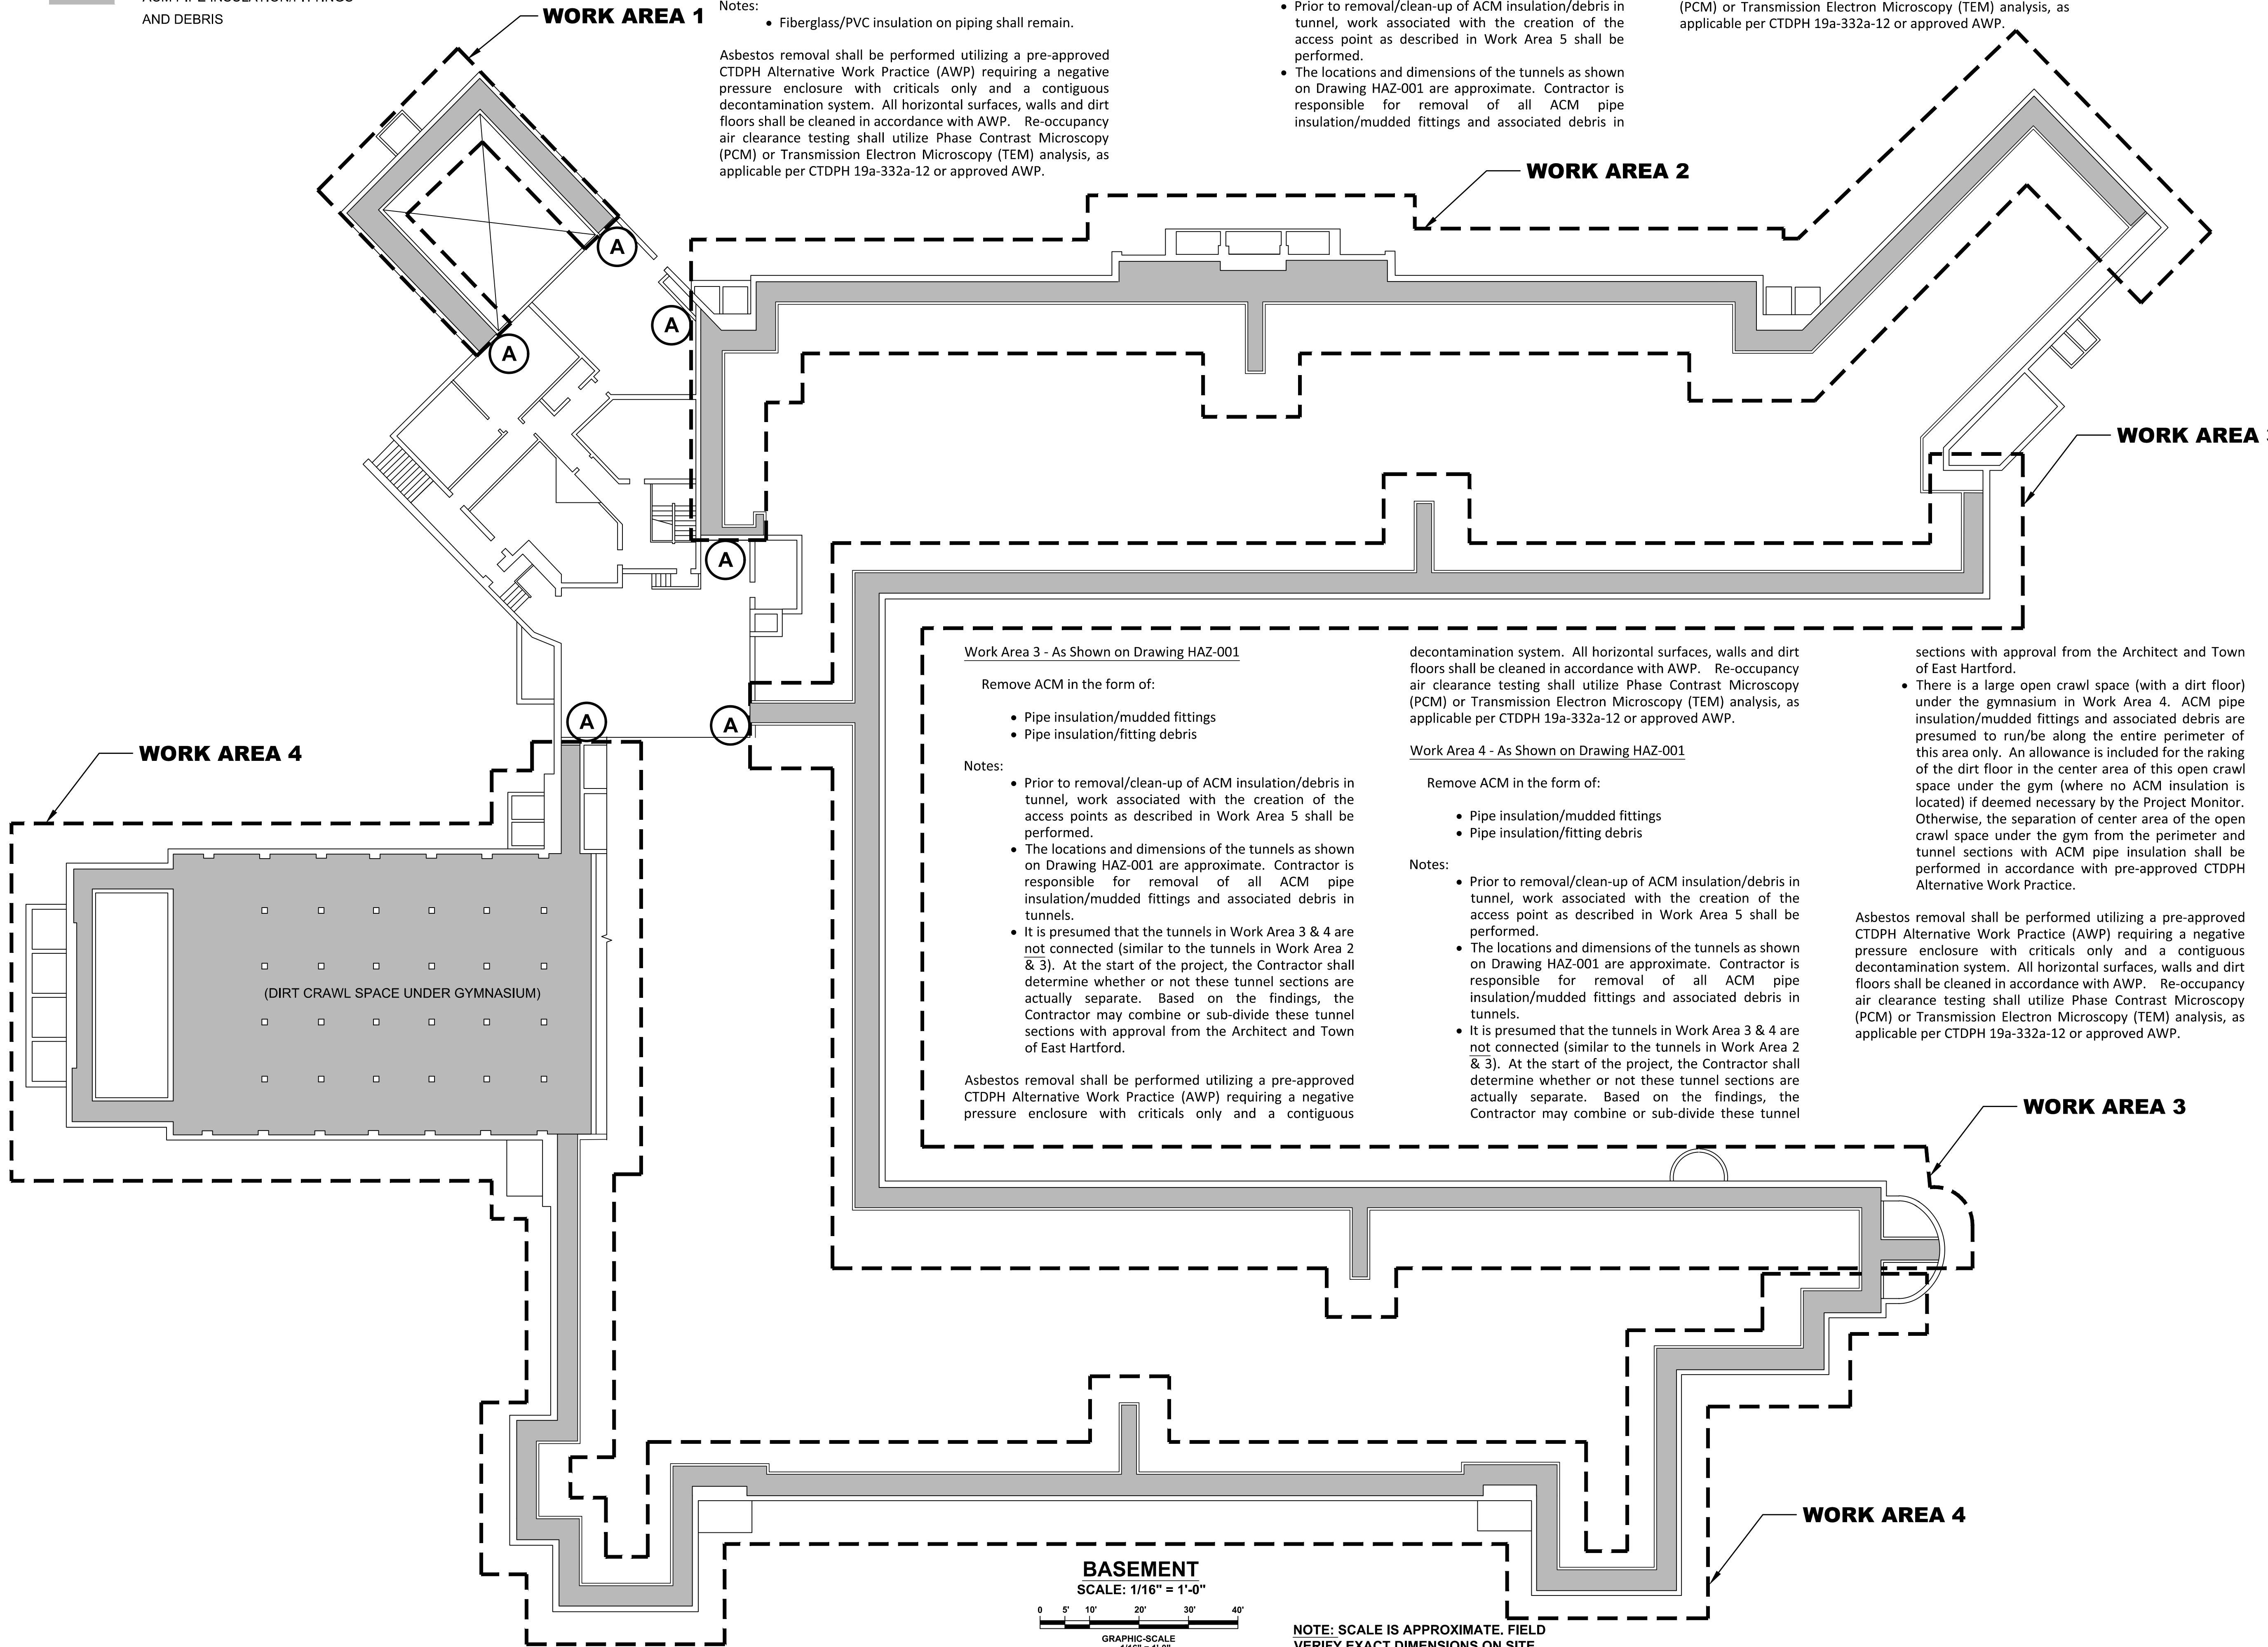 AND DEBRIS
WORK AREA 1
Notes:
• Fiberglass/PVC insulation on piping shall remain.
Asbestos removal shall be performed utilizing a pre-approved
CTDPH Alternative Work Practice (AWP) requiring a negative
pressure enclosure with criticals only and a contiguous
decontamination system. All horizontal surfaces, walls and dirt
floors shall be cleaned in accordance with AWP. Re-occupancy
air clearance testing shall utilize Phase Contrast Microscopy
(PCM) or Transmission Electron Microscopy (TEM) analysis, as
applicable per CTDPH 19a-332a-12 or approved AWP.
• Prior to removal/clean-up of ACM insulation/debris in
tunnel, work associated with the creation of the
access point as described in Work Area 5 shall be
performed.
• The locations and dimensions of the tunnels as shown
on Drawing HAZ-001 are approximate. Contractor is
responsible for removal of all ACM pipe
insulation/mudded fittings and associated debris in
(PCM) or Transmission Electron Microscopy (TEM) analysis, as
applicable per CTDPH 19a-332a-12 or approved AWP.
WORK AREA 2
A
A
A
A
A
A
WORK AREA
WORK AREA 4
(DIRT CRAWL SPACE UNDER GYMNASIUM)
Work Area 3 - As Shown on Drawing HAZ-001
Remove ACM in the form of:
• Pipe insulation/mudded fittings
• Pipe insulation/fitting debris
Notes:
• Prior to removal/clean-up of ACM insulation/debris in
tunnel, work associated with the creation of the
access points as described in Work Area 5 shall be
performed.
• The locations and dimensions of the tunnels as shown
on Drawing HAZ-001 are approximate. Contractor is
responsible for removal of all ACM pipe
insulation/mudded fittings and associated debris in
tunnels.
• It is presumed that the tunnels in Work Area 3 & 4 are
not connected (similar to the tunnels in Work Area 2
& 3). At the start of the project, the Contractor shall
determine whether or not these tunnel sections are
actually separate. Based on the findings, the
Contractor may combine or sub-divide these tunnel
sections with approval from the Architect and Town
of East Hartford.
Asbestos removal shall be performed utilizing a pre-approved
CTDPH Alternative Work Practice (AWP) requiring a negative
pressure enclosure with criticals only and a contiguous
decontamination system. All horizontal surfaces, walls and dirt
floors shall be cleaned in accordance with AWP. Re-occupancy
air clearance testing shall utilize Phase Contrast Microscopy
(PCM) or Transmission Electron Microscopy (TEM) analysis, as
applicable per CTDPH 19a-332a-12 or approved AWP.
Work Area 4 - As Shown on Drawing HAZ-001
Remove ACM in the form of:
• Pipe insulation/mudded fittings
• Pipe insulation/fitting debris
Notes:
• Prior to removal/clean-up of ACM insulation/debris in
tunnel, work associated with the creation of the
access point as described in Work Area 5 shall be
performed.
• The locations and dimensions of the tunnels as shown
on Drawing HAZ-001 are approximate. Contractor is
responsible for removal of all ACM pipe
insulation/mudded fittings and associated debris in
tunnels.
• It is presumed that the tunnels in Work Area 3 & 4 are
not connected (similar to the tunnels in Work Area 2
& 3). At the start of the project, the Contractor shall
determine whether or not these tunnel sections are
actually separate. Based on the findings, the
Contractor may combine or sub-divide these tunnel
sections with approval from the Architect and Town
of East Hartford.
• There is a large open crawl space (with a dirt floor)
under the gymnasium in Work Area 4. ACM pipe
insulation/mudded fittings and associated debris are
presumed to run/be along the entire perimeter of
this area only. An allowance is included for the raking
of the dirt floor in the center area of this open crawl
space under the gym (where no ACM insulation is
located) if deemed necessary by the Project Monitor.
Otherwise, the separation of center area of the open
crawl space under the gym from the perimeter and
tunnel sections with ACM pipe insulation shall be
performed in accordance with pre-approved CTDPH
Alternative Work Practice.
Asbestos removal shall be performed utilizing a pre-approved
CTDPH Alternative Work Practice (AWP) requiring a negative
pressure enclosure with criticals only and a contiguous
decontamination system. All horizontal surfaces, walls and dirt
floors shall be cleaned in accordance with AWP. Re-occupancy
air clearance testing shall utilize Phase Contrast Microscopy
(PCM) or Transmission Electron Microscopy (TEM) analysis, as
applicable per CTDPH 19a-332a-12 or approved AWP.
WORK AREA 3
WORK AREA 4
BASEMENT
SCALE: 1/16" = 1'-0"
0 5' 10' 20' 30' 40'
GRAPHIC-SCALE
NOTE: SCALE IS APPROXIMATE. FIELD
VERIFY EXACT DIMENSIONS ON SITE